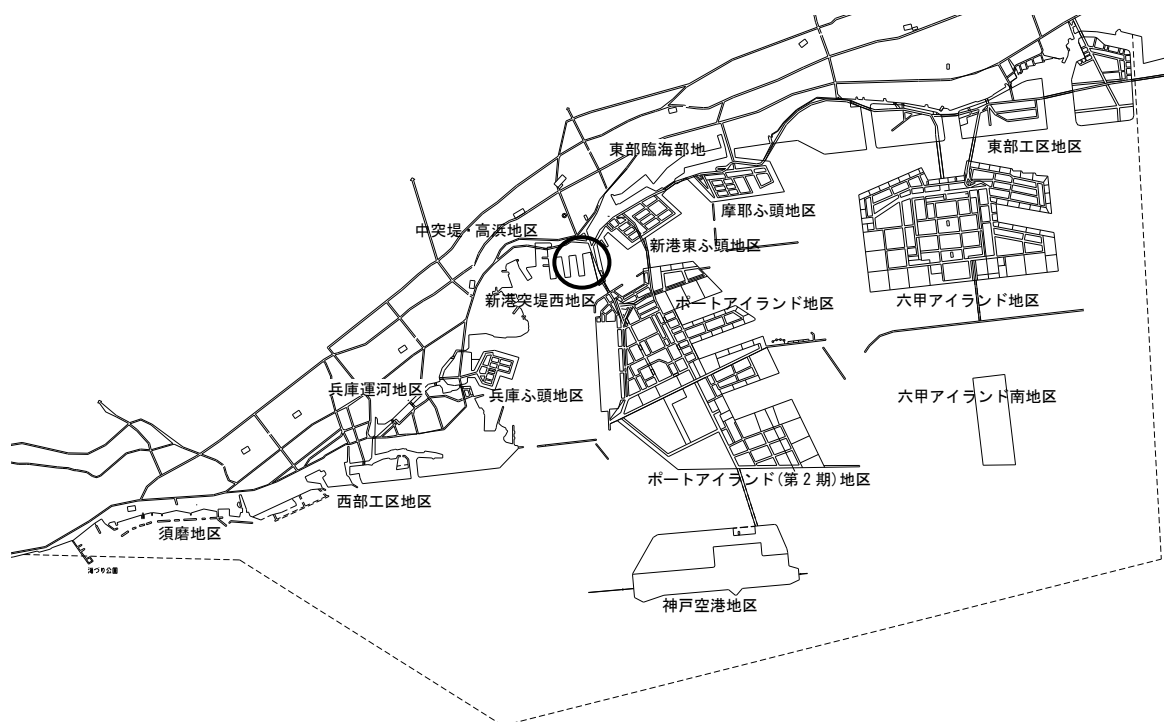 東部工区地区
東部臨海部地
摩耶ふ頭地区
中突堤・高浜地区
新港東ふ頭地区
新港突堤西地区
ポートアイランド地区
六甲アイランド地区
兵庫運河地区
兵庫ふ頭地区
六甲アイランド南地区
ポートアイランド(第2期)地区
西部工区地区
須磨地区
海づり公園
神戸空港地区